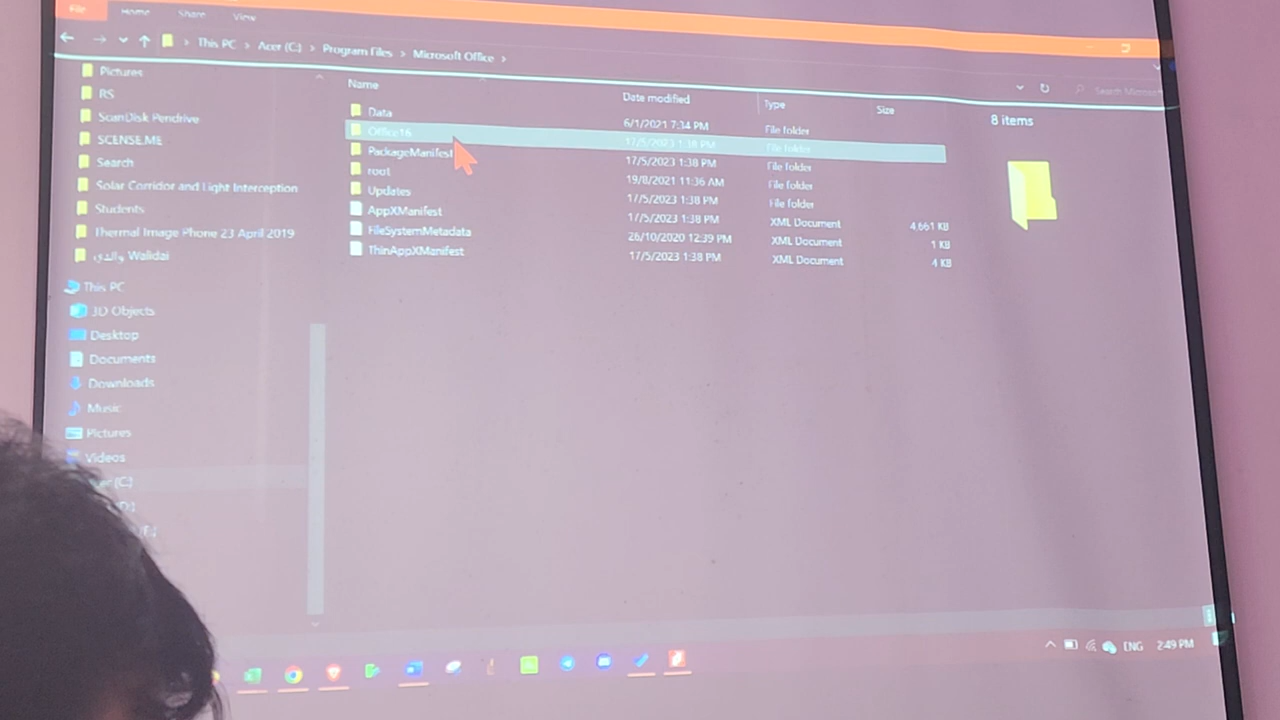 File Home Share View
This PC > Acer (C:) > Program Files > Microsoft Office >
Pictures
RS
ScanDisk Pendrive
SCENSE.ME
Search
Solar Corridor and Light Interception
Students
Thermal Image Phone 23 April 2019
والدي Walidai
This PC
3D Objects
Desktop
Documents
Downloads
Music
Pictures
Videos
Name Date modified Type Size
Data 6/1/2021 7:34 PM File folder
Office16 17/5/2023 1:38 PM File folder
PackageManifest 17/5/2023 1:38 PM File folder
root 19/8/2021 11:36 AM File folder
Updates 17/5/2023 1:38 PM File folder
AppXManifest 17/5/2023 1:38 PM XML Document 4,661 KB
FileSystemMetadata 26/10/2020 12:39 PM XML Document 1 KB
ThinAppXManifest 17/5/2023 1:38 PM XML Document 4 KB
8 items
ENG 2:49 PM